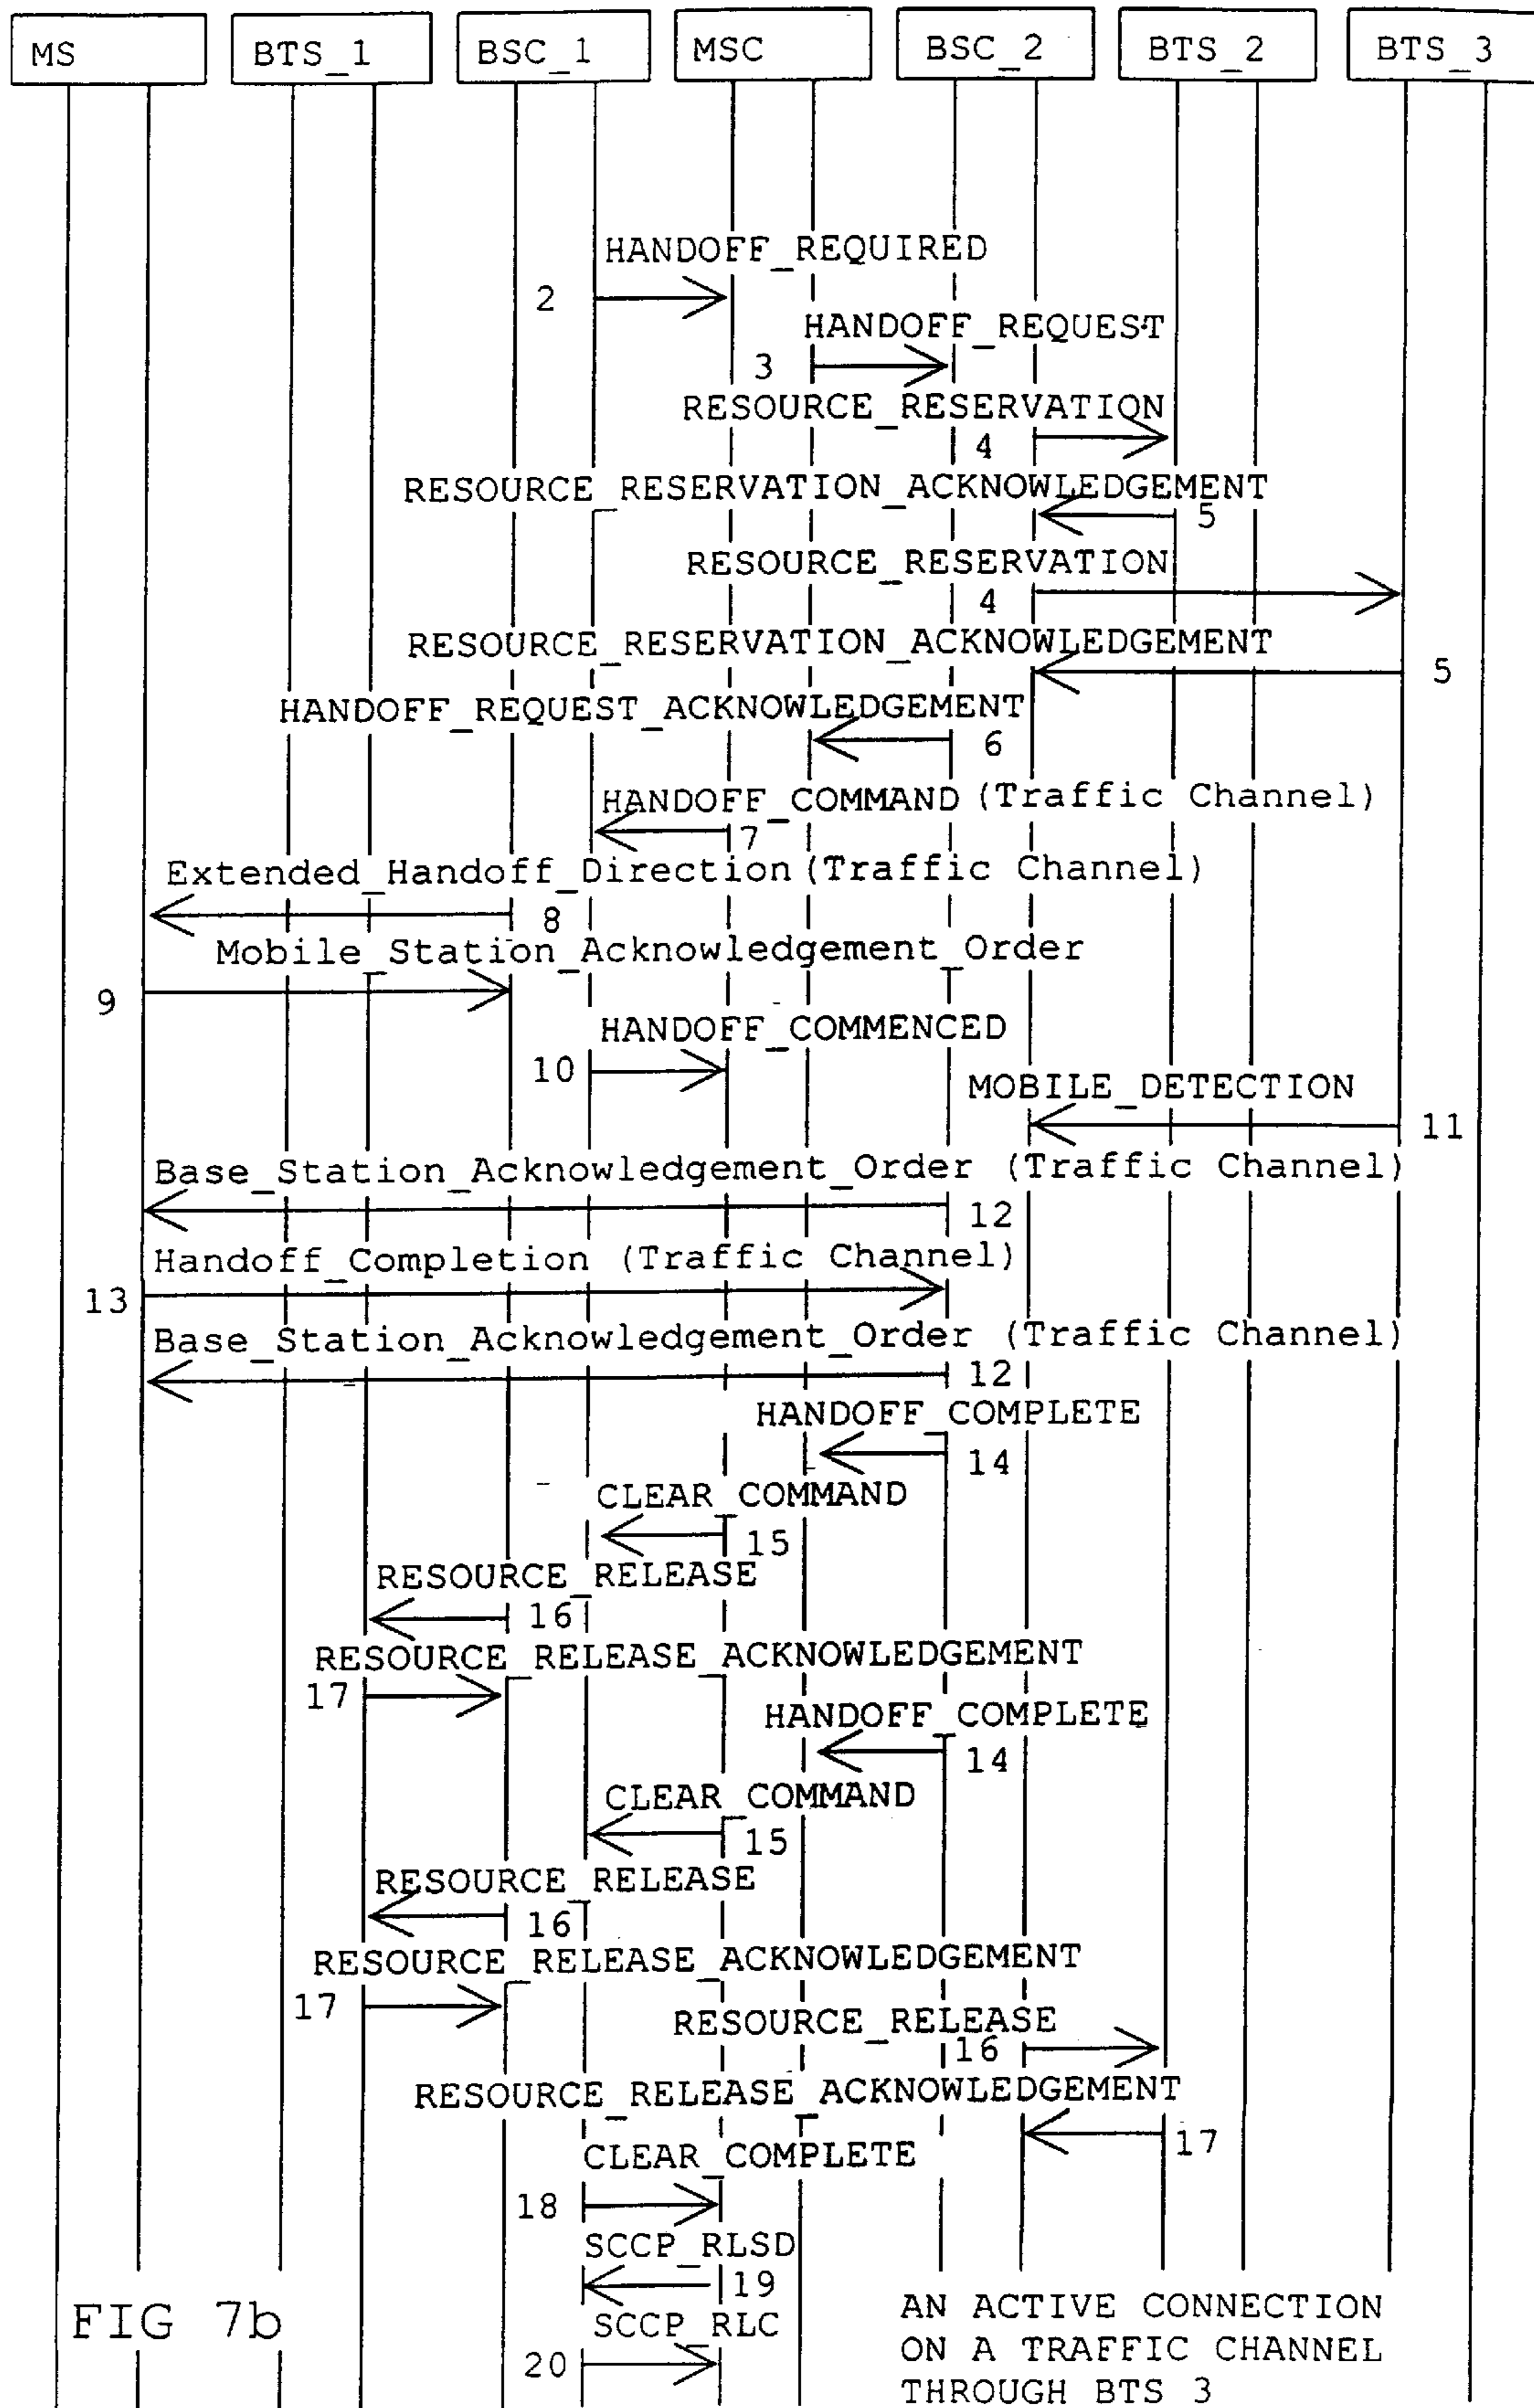 MS BTS_1 BSC_1 MSC BSC_2 BTS_2 BTS_3
HANDOFF_REQUIRED
2
HANDOFF_REQUEST
3
RESOURCE_RESERVATION
4
RESOURCE_RESERVATION_ACKNOWLEDGEMENT
5
RESOURCE_RESERVATION
4
RESOURCE_RESERVATION_ACKNOWLEDGEMENT
5
HANDOFF_REQUEST_ACKNOWLEDGEMENT
6
HANDOFF_COMMAND (Traffic Channel)
7
Extended_Handoff_Direction (Traffic Channel)
8
Mobile_Station_Acknowledgement_Order
9
HANDOFF_COMMENCED
10
MOBILE_DETECTION
11
Base_Station_Acknowledgement_Order (Traffic Channel)
12
Handoff_Completion (Traffic Channel)
13
Base_Station_Acknowledgement_Order (Traffic Channel)
12
HANDOFF_COMPLETE
14
CLEAR_COMMAND
15
RESOURCE_RELEASE
16
RESOURCE_RELEASE_ACKNOWLEDGEMENT
17
HANDOFF_COMPLETE
14
CLEAR_COMMAND
15
RESOURCE_RELEASE
16
RESOURCE_RELEASE_ACKNOWLEDGEMENT
17
RESOURCE_RELEASE
16
RESOURCE_RELEASE_ACKNOWLEDGEMENT
17
CLEAR_COMPLETE
18
SCCP_RLSD
19
SCCP_RLC
20
FIG 7b
AN ACTIVE CONNECTION
ON A TRAFFIC CHANNEL
THROUGH BTS 3